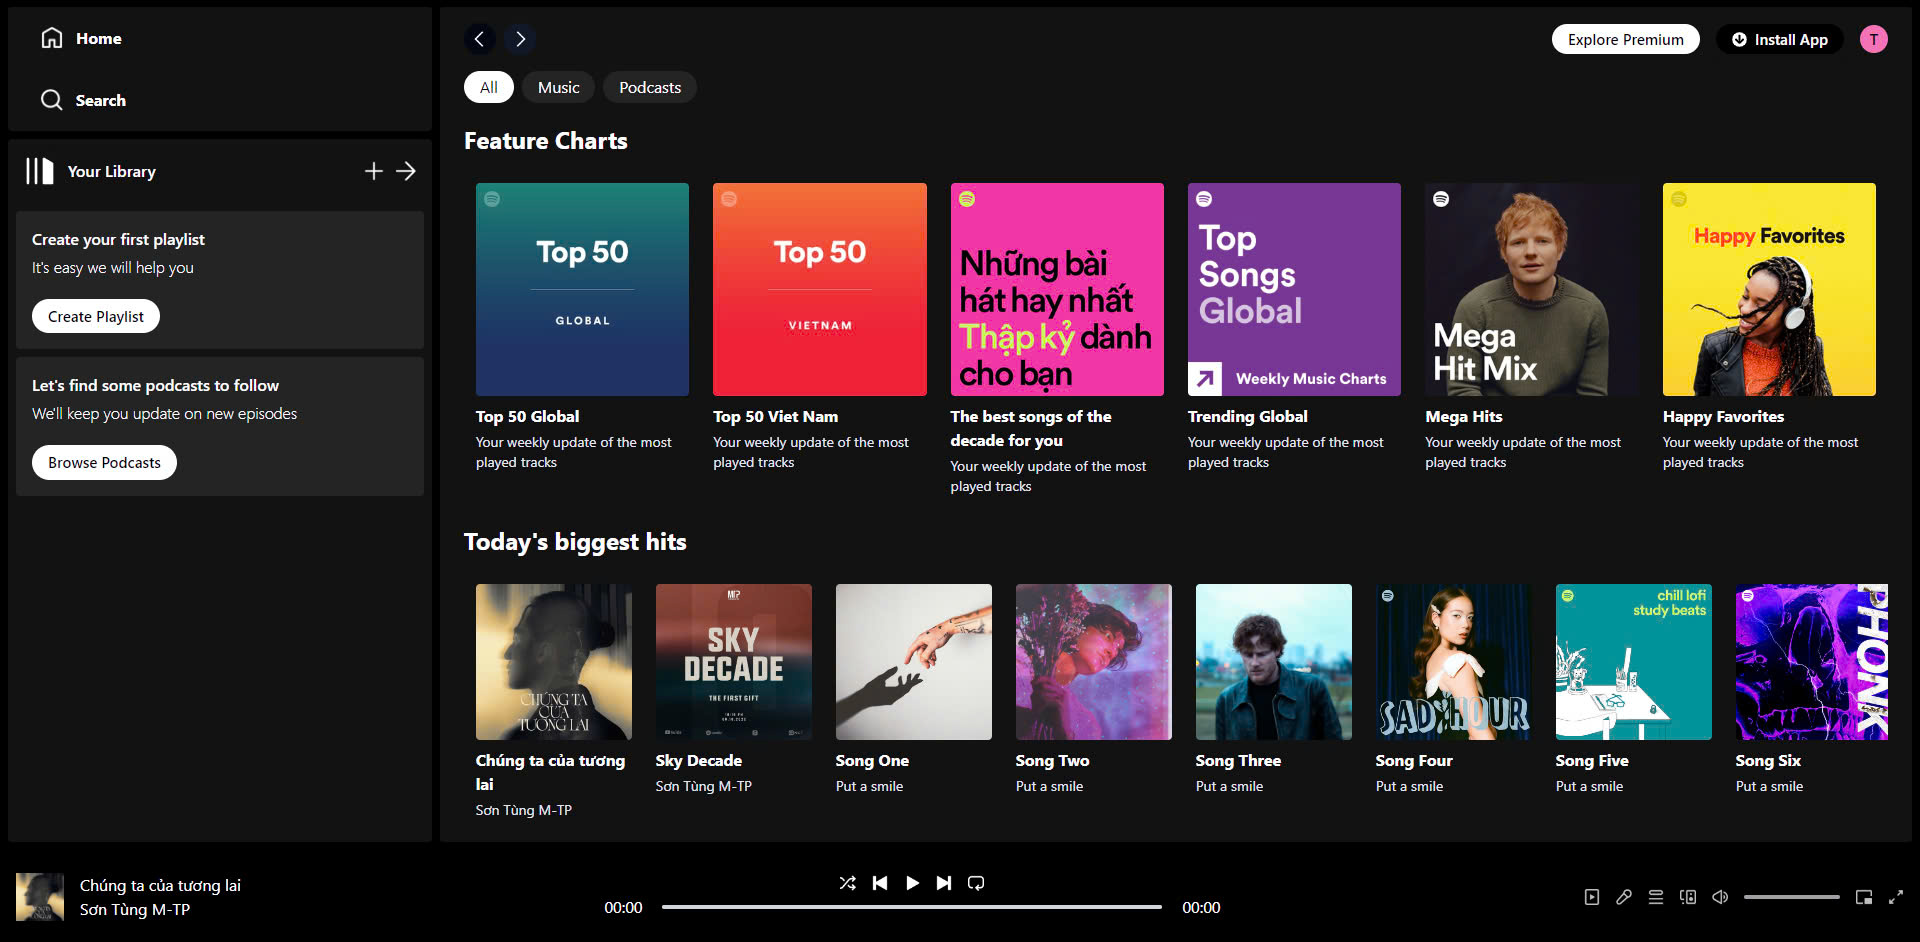 Home
Search
Your Library
Create your first playlist
It's easy we will help you
Create Playlist
Let's find some podcasts to follow
We'll keep you update on new episodes
Browse Podcasts
Explore Premium
Install App
T
All
Music
Podcasts
Feature Charts
Top 50
GLOBAL
Top 50 Global
Your weekly update of the most
played tracks
Top 50
VIETNAM
Top 50 Viet Nam
Your weekly update of the most
played tracks
Những bài
hát hay nhất
Thập kỷ dành
cho bạn
The best songs of the
decade for you
Your weekly update of the most
played tracks
Top
Songs
Global
Weekly Music Charts
Trending Global
Your weekly update of the most
played tracks
Mega
Hit Mix
Mega Hits
Your weekly update of the most
played tracks
Happy Favorites
Happy Favorites
Your weekly update of the most
played tracks
Today's biggest hits
CHÚNG TA
CỦA
TƯƠNG LAI
Chúng ta của tương
lai
Sơn Tùng M-TP
SKY
DECADE
THE FIRST GIFT
Sky Decade
Sơn Tùng M-TP
Song One
Put a smile
Song Two
Put a smile
Song Three
Put a smile
SAD HOUR
Song Four
Put a smile
chill lofi
study beats
Song Five
Put a smile
PHONK
Song Six
Put a smile
Chúng ta của tương lai
Sơn Tùng M-TP
00:00
00:00